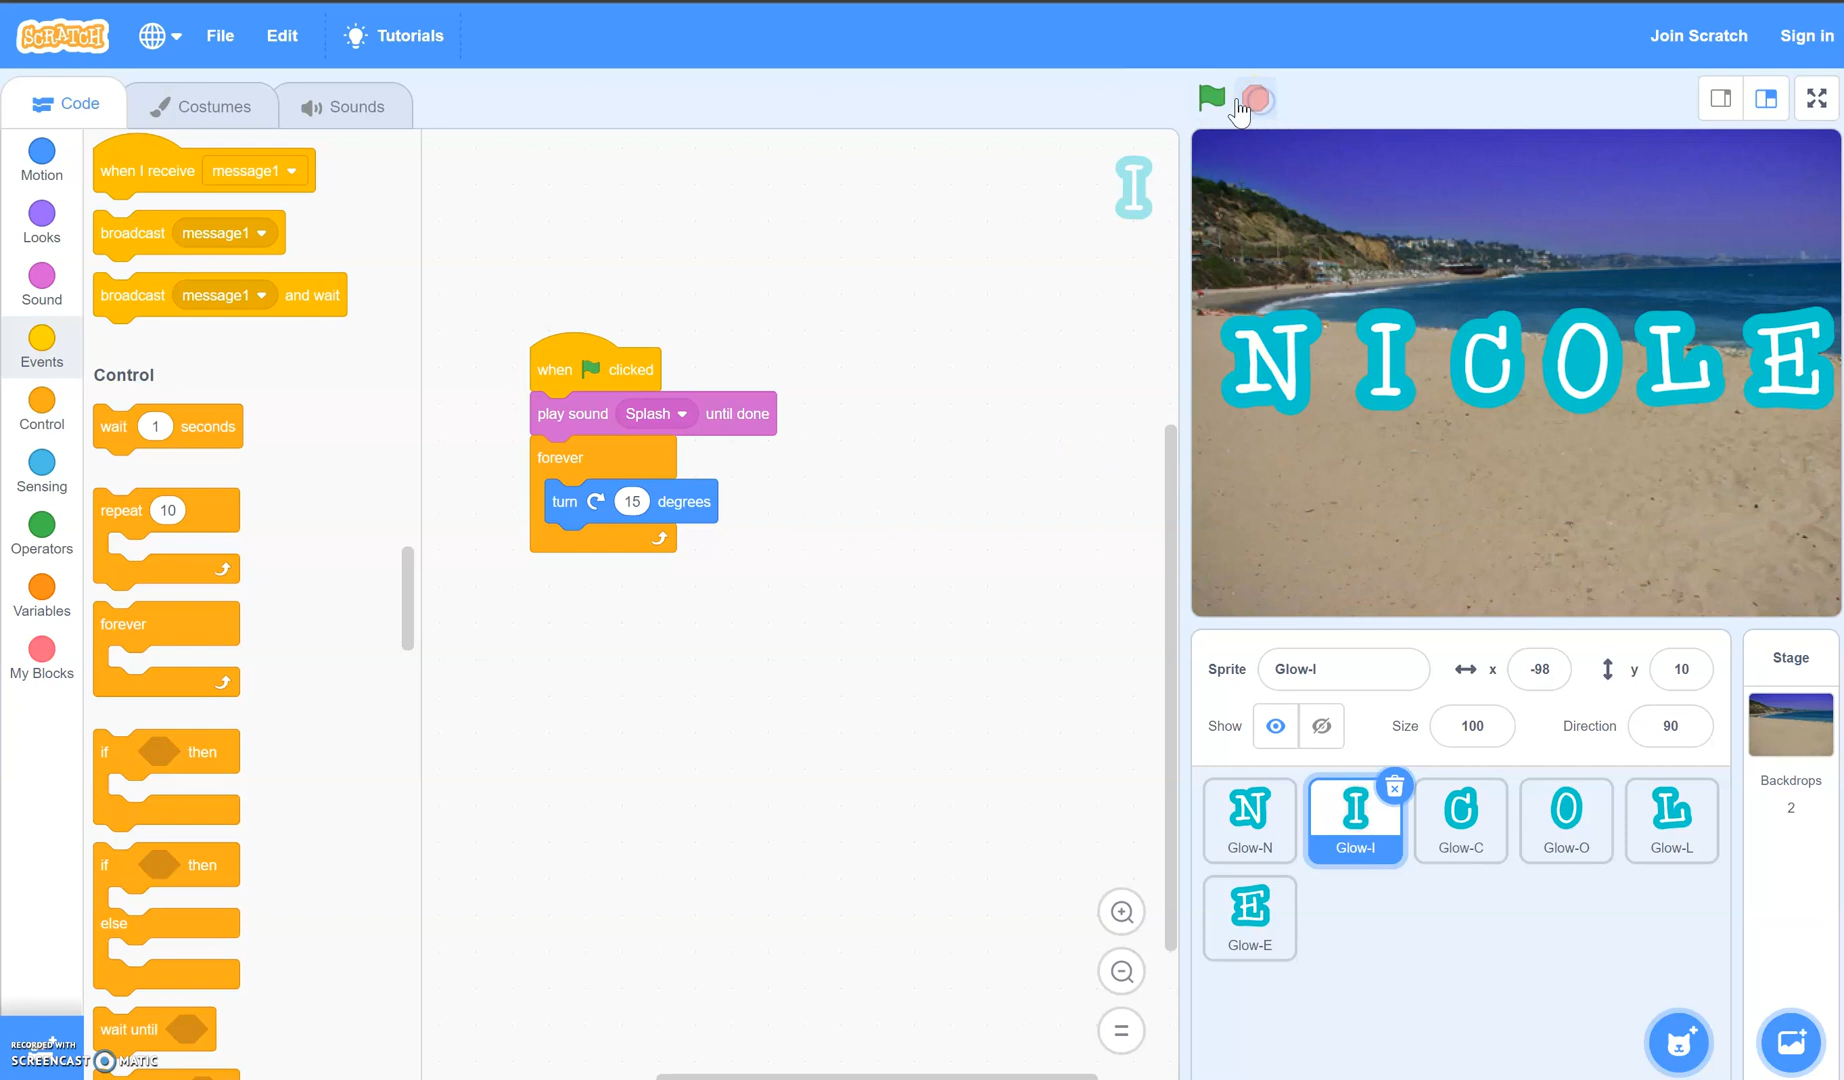 SCRATCH
File
Edit
Tutorials
Join Scratch
Sign in
Code
Costumes
Sounds
Motion
Looks
Sound
Events
Control
Sensing
Operators
Variables
My Blocks
when I receive message1
broadcast message1
broadcast message1 and wait
Control
wait 1 seconds
repeat 10
forever
if then
if then
else
wait until
when clicked
play sound Splash until done
forever
turn 15 degrees
I
N I C O L E
Sprite Glow-I x -98 y 10
Show Size 100 Direction 90
N I C O L
Glow-N Glow-I Glow-C Glow-O Glow-L
E
Glow-E
Stage
Backdrops
2
RECORDED WITH
SCREENCAST O MATIC